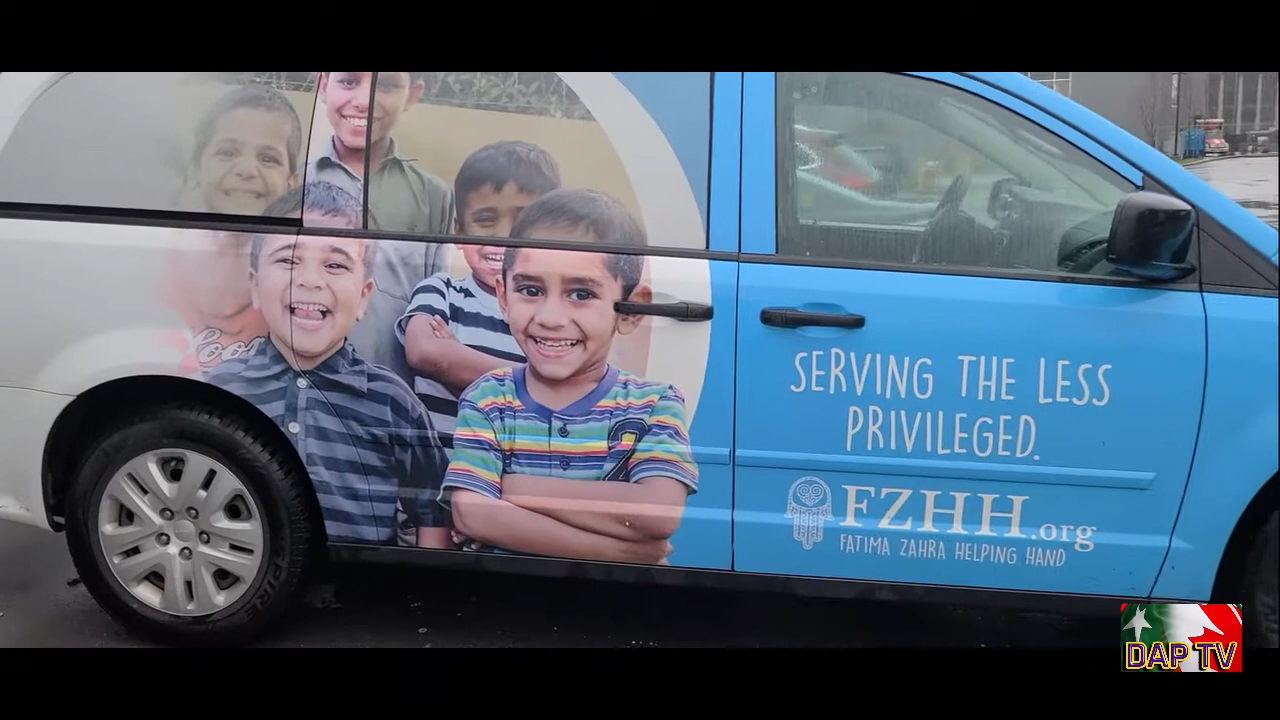 SERVING THE LESS
PRIVILEGED.
FZHH.org
FATIMA ZAHRA HELPING HAND
DAP TV